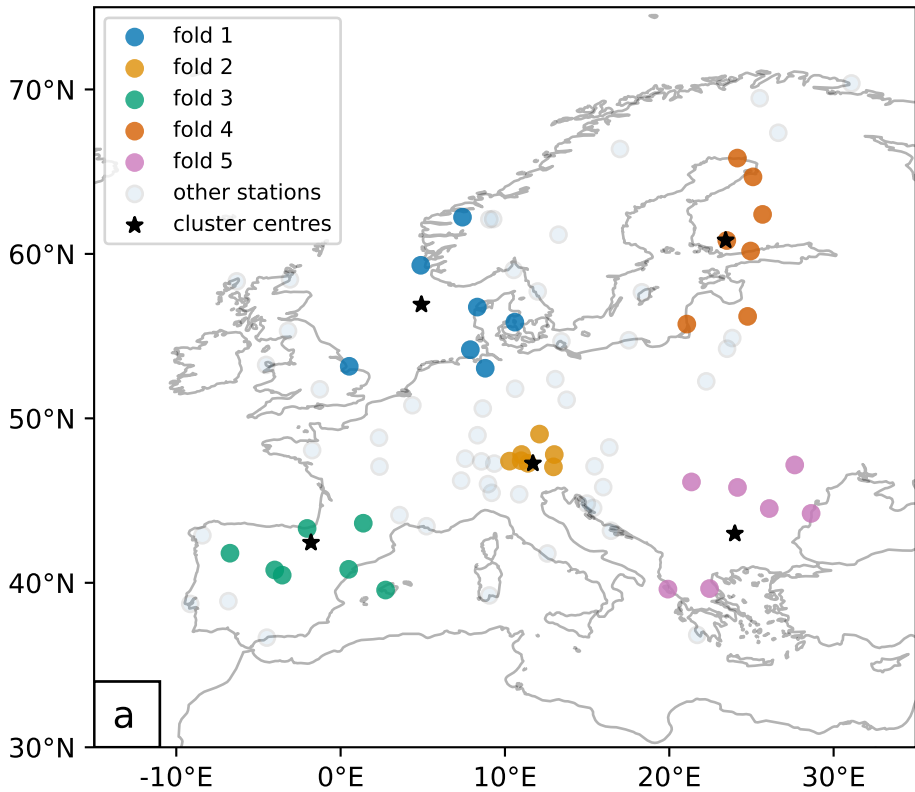 fold 1
fold 2
fold 3
fold 4
fold 5
other stations
cluster centres
70°N
60°N
50°N
40°N
30°N
a
-10°E
0°E
10°E
20°E
30°E